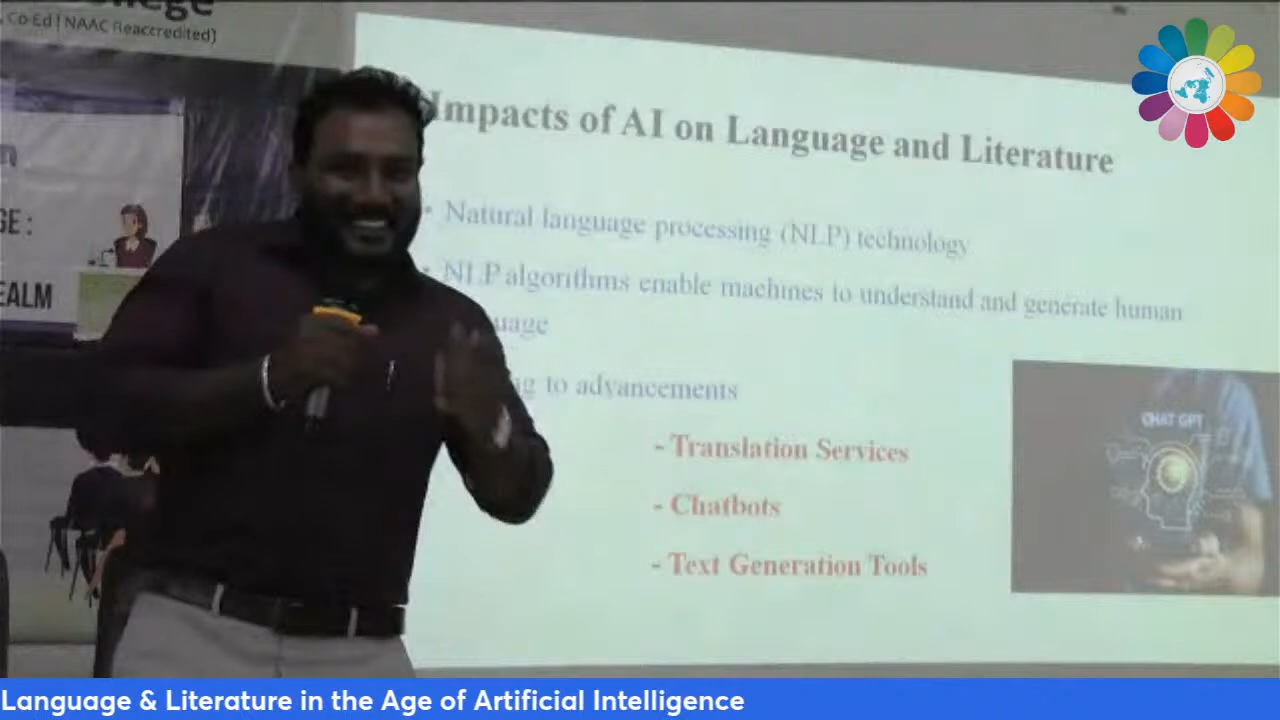 Co-Ed | NAAC Reaccredited)
GE :
EALM
Impacts of AI on Language and Literature
• Natural language processing (NLP) technology
• NLP algorithms enable machines to understand and generate human
uage
ng to advancements
- Translation Services
- Chatbots
- Text Generation Tools
CHAT GPT
Language & Literature in the Age of Artificial Intelligence